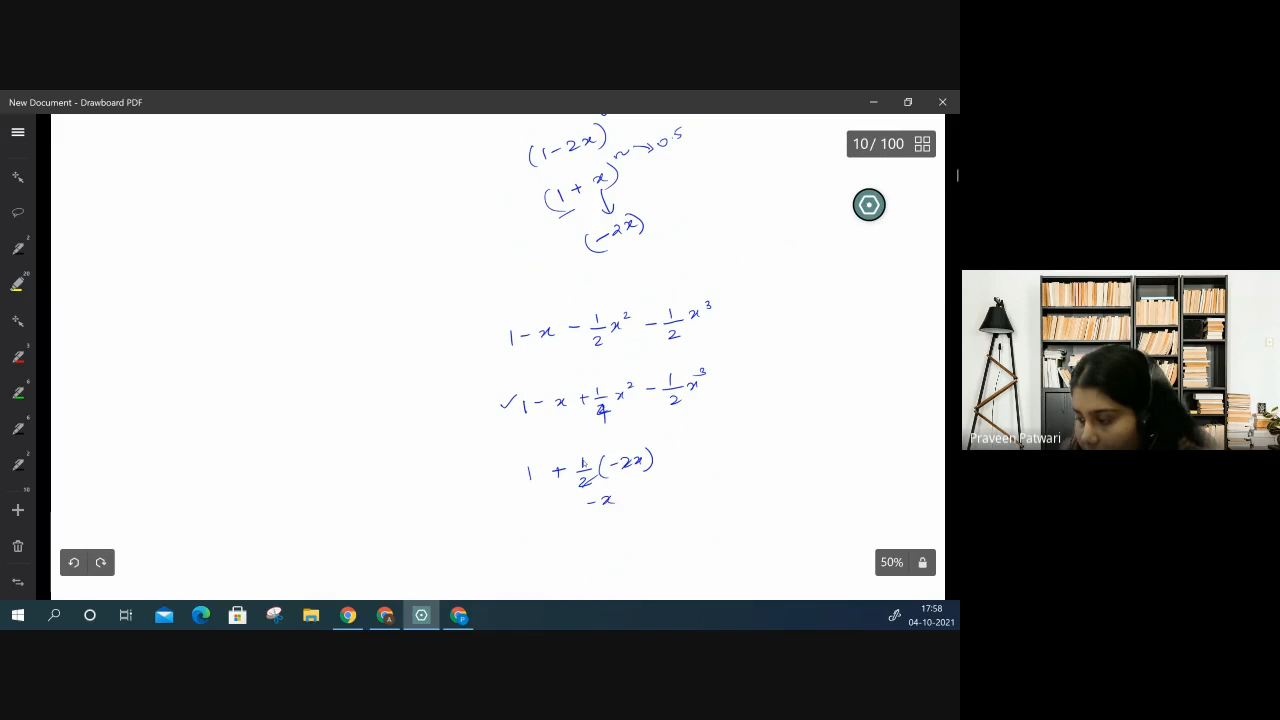 New Document - Drawboard PDF
10 / 100
(1-2x)
(1 + x)ⁿ → 0.5
(-2x)
1 - x - 1/2 x² - 1/2 x³
✓ 1 - x + 1/4 x² - 1/2 x³
1 + 1/2 (-2x)
-x
Praveen Patwari
50%
17:58
04-10-2021